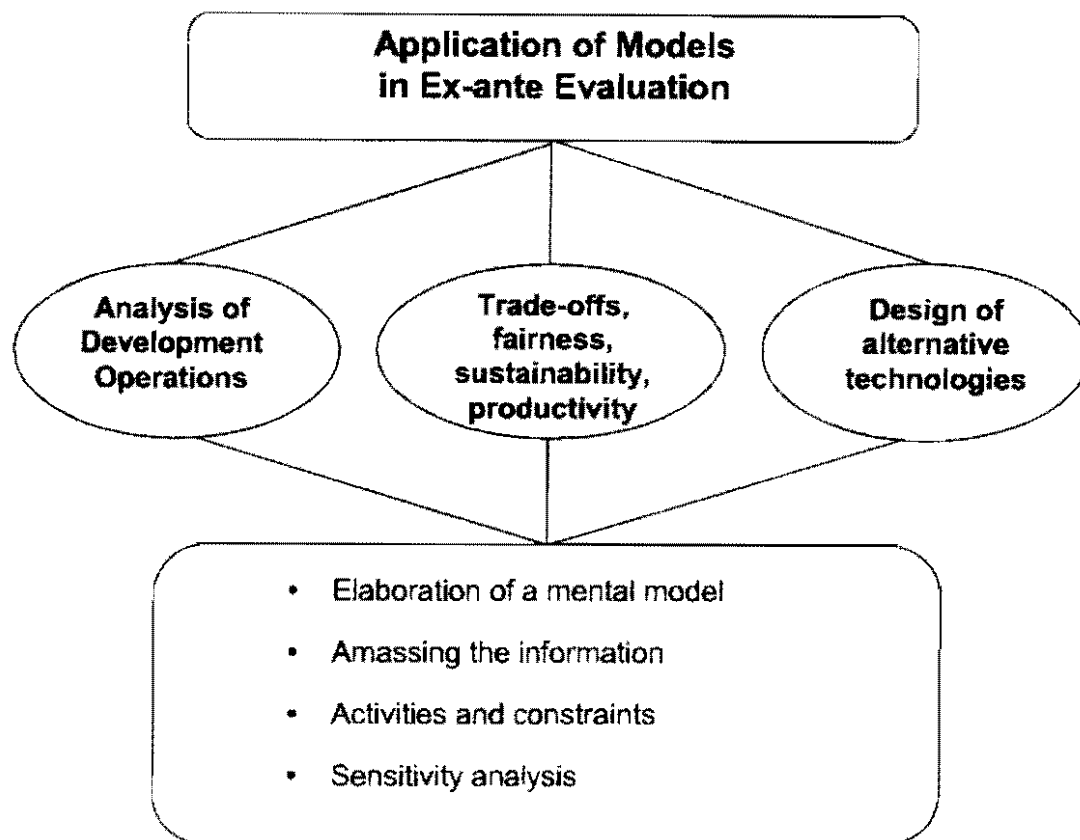 Application of Models
in Ex-ante Evaluation
Analysis of
Development
Operations
Trade-offs,
fairness,
sustainability,
productivity
Design of
alternative
technologies
• Elaboration of a mental model
• Amassing the information
• Activities and constraints
• Sensitivity analysis